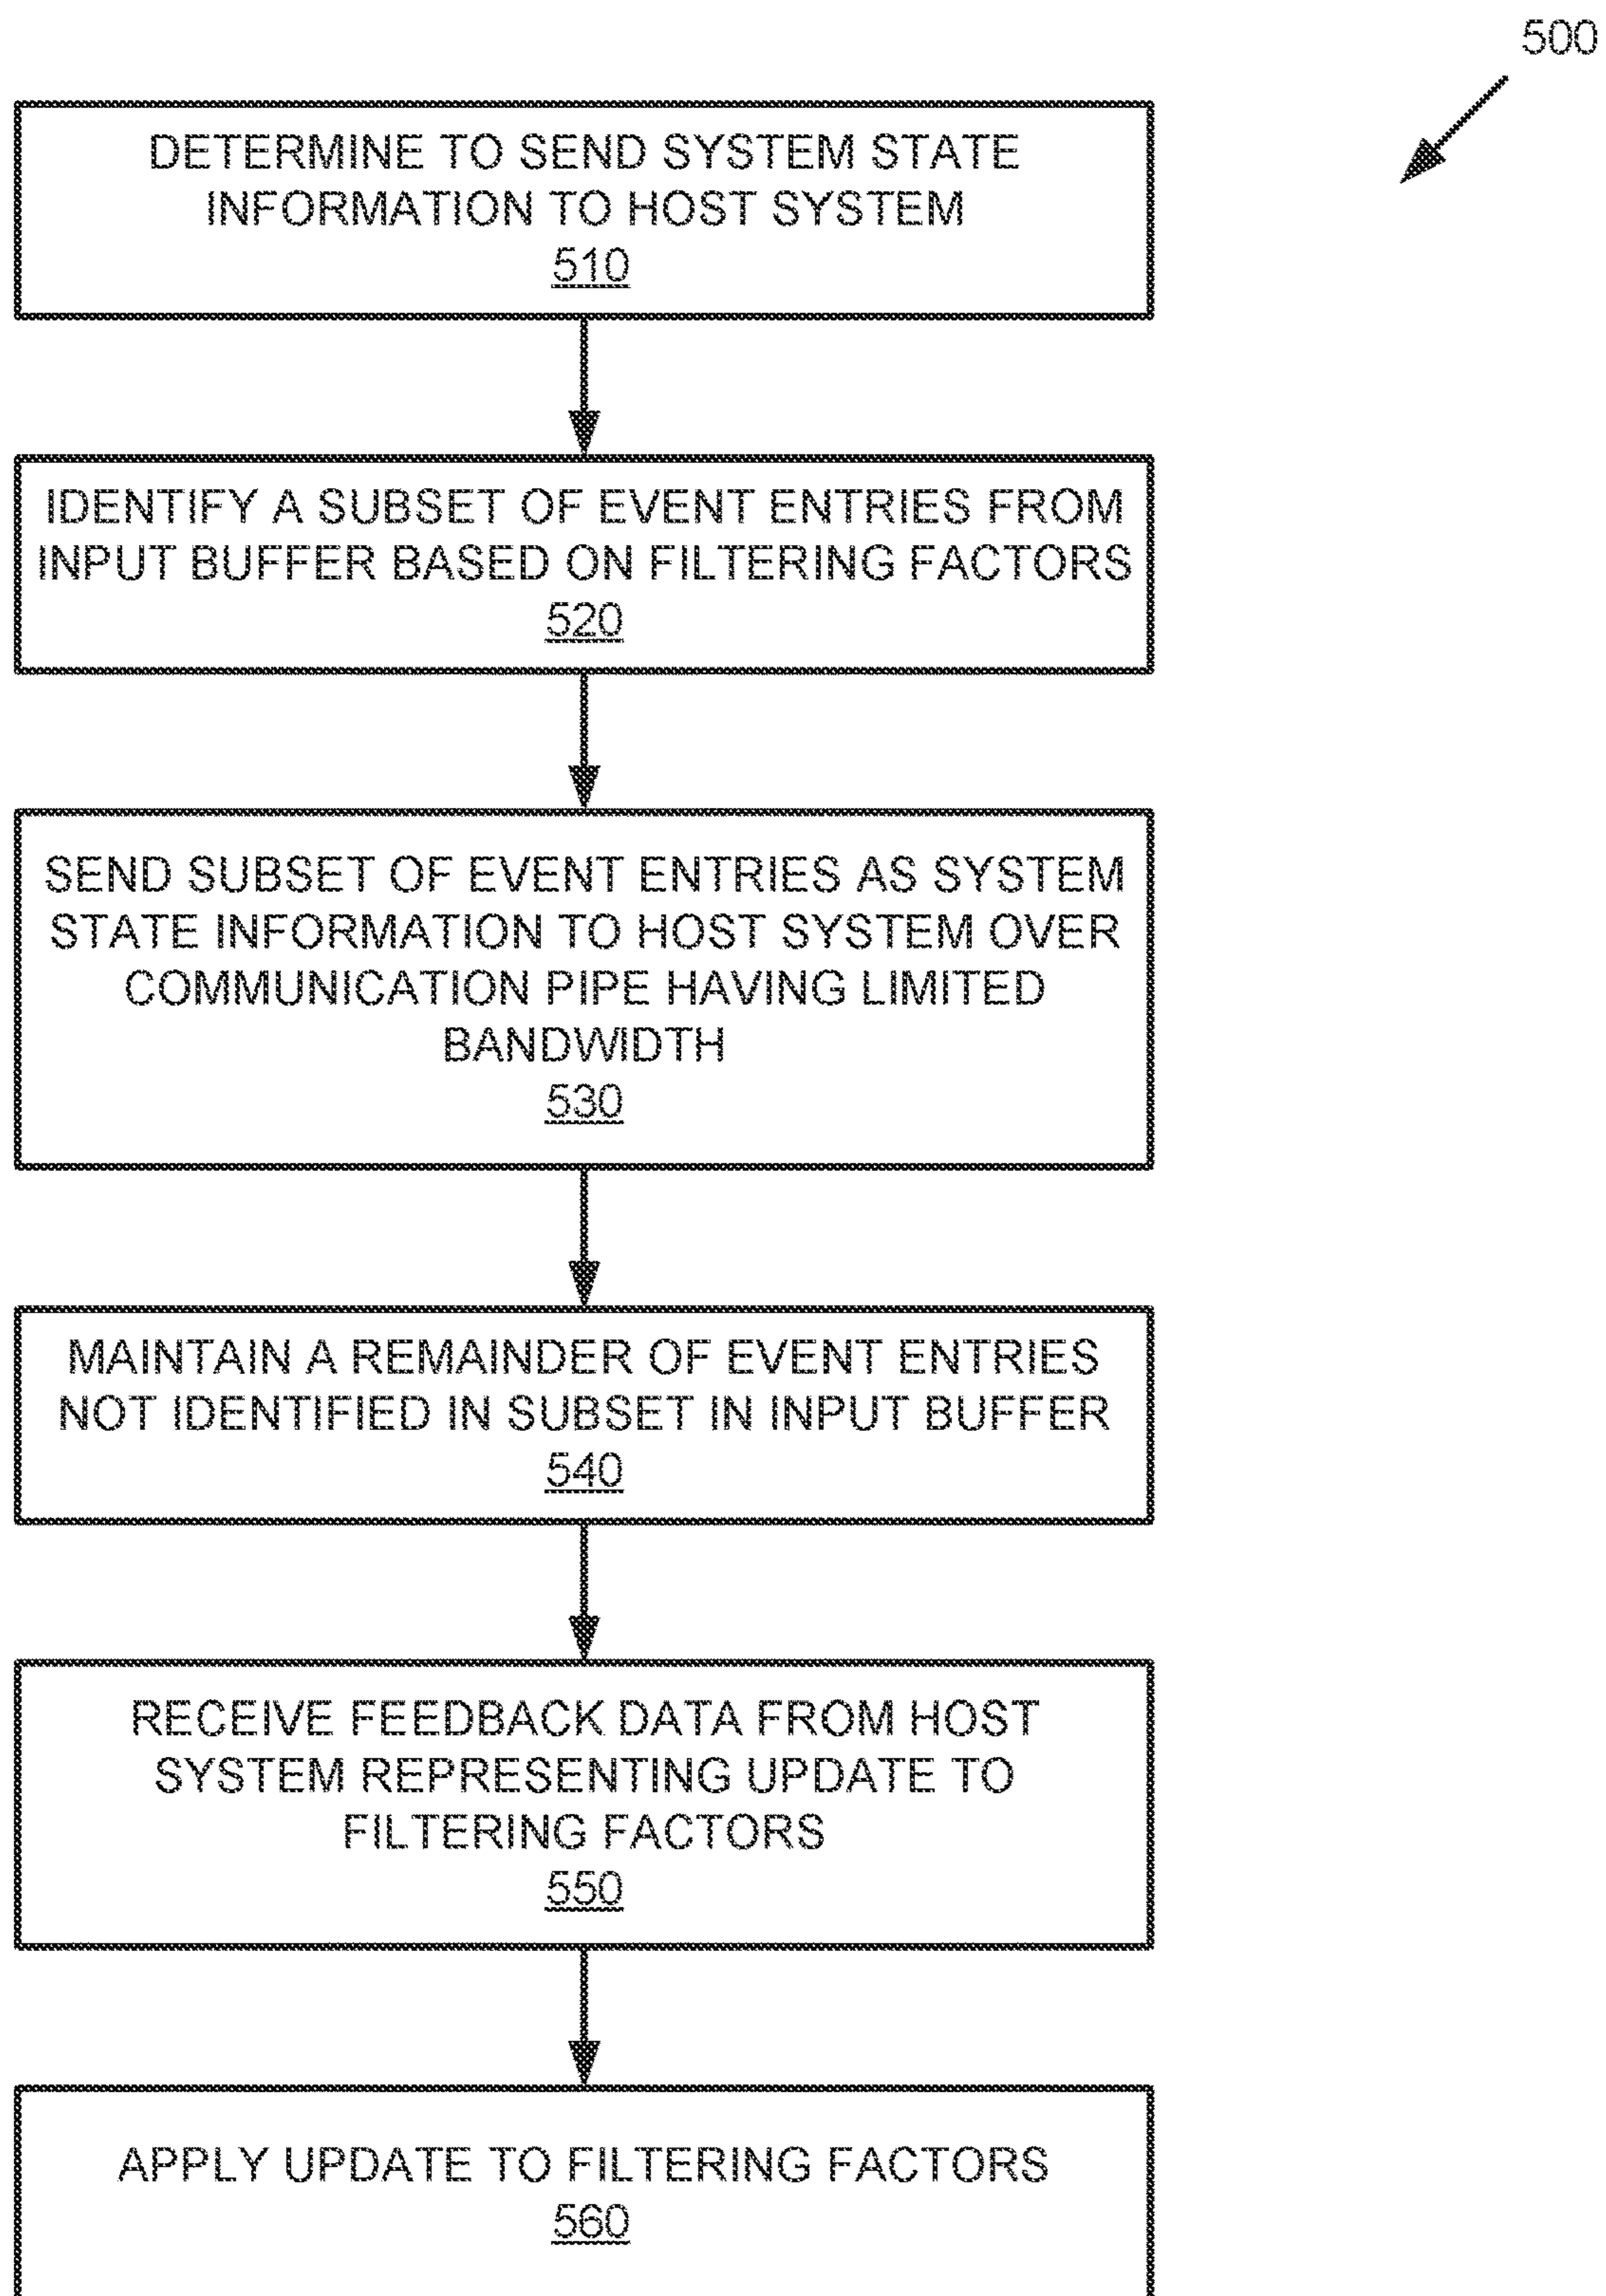 500
DETERMINE TO SEND SYSTEM STATE
INFORMATION TO HOST SYSTEM
510
IDENTIFY A SUBSET OF EVENT ENTRIES FROM
INPUT BUFFER BASED ON FILTERING FACTORS
520
SEND SUBSET OF EVENT ENTRIES AS SYSTEM
STATE INFORMATION TO HOST SYSTEM OVER
COMMUNICATION PIPE HAVING LIMITED
BANDWIDTH
530
MAINTAIN A REMAINDER OF EVENT ENTRIES
NOT IDENTIFIED IN SUBSET IN INPUT BUFFER
540
RECEIVE FEEDBACK DATA FROM HOST
SYSTEM REPRESENTING UPDATE TO
FILTERING FACTORS
550
APPLY UPDATE TO FILTERING FACTORS
560